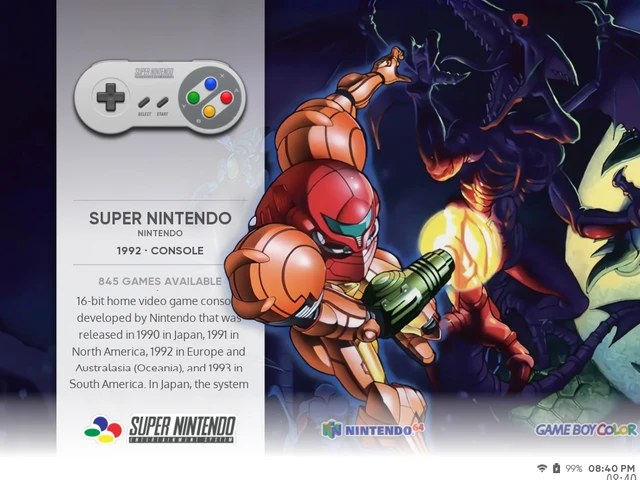 SUPER NINTENDO
SELECT START
SUPER NINTENDO
NINTENDO
1992 · CONSOLE
845 GAMES AVAILABLE
16-bit home video game conso
developed by Nintendo that was
released in 1990 in Japan, 1991 in
North America, 1992 in Europe and
Australasia (Oceania), and 1993 in
South America. In Japan, the system
SUPER NINTENDO
ENTERTAINMENT SYSTEM
NINTENDO 64
GAME BOY COLOR
99% 08:40 PM
08:40